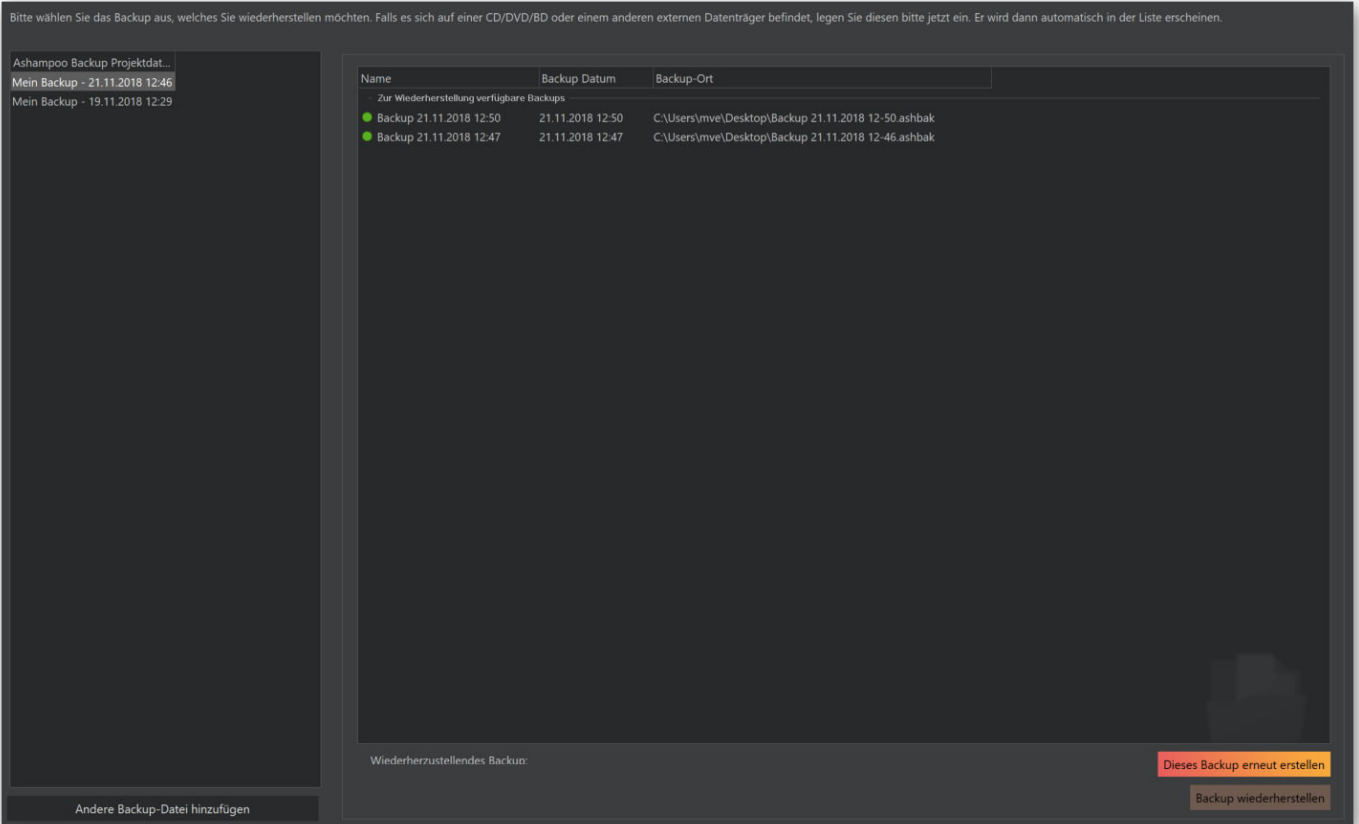 Bitte wählen Sie das Backup aus, welches Sie wiederherstellen möchten. Falls es sich auf einer CD/DVD/BD oder einem anderen externen Datenträger befindet, legen Sie diesen bitte jetzt ein. Er wird dann automatisch in der Liste erscheinen.
Ashampoo Backup Projektdat...
Mein Backup - 21.11.2018 12:46
Mein Backup - 19.11.2018 12:29
Name Backup Datum Backup-Ort
Zur Wiederherstellung verfügbare Backups
Backup 21.11.2018 12:50 21.11.2018 12:50 C:\Users\mve\Desktop\Backup 21.11.2018 12-50.ashbak
Backup 21.11.2018 12:47 21.11.2018 12:47 C:\Users\mve\Desktop\Backup 21.11.2018 12-46.ashbak
Wiederherzustellendes Backup:
Dieses Backup erneut erstellen
Backup wiederherstellen
Andere Backup-Datei hinzufügen